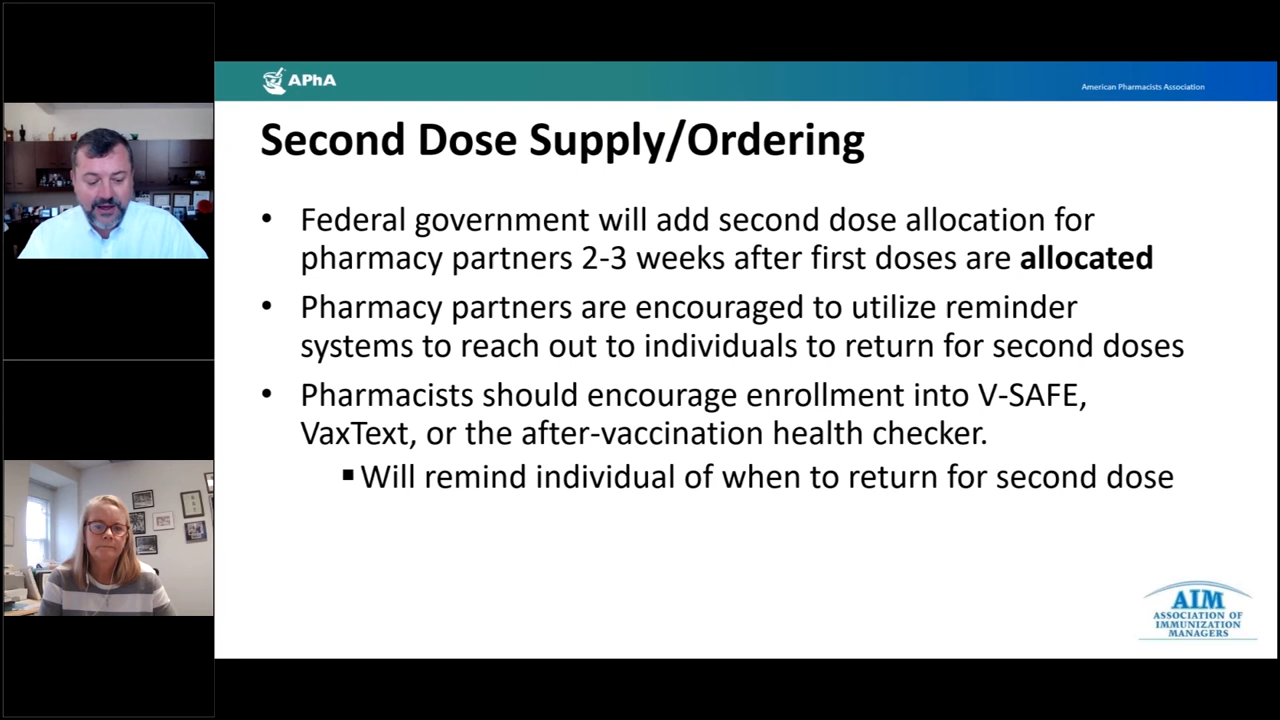 APhA
American Pharmacists Association
Second Dose Supply/Ordering
• Federal government will add second dose allocation for
pharmacy partners 2-3 weeks after first doses are allocated
• Pharmacy partners are encouraged to utilize reminder
systems to reach out to individuals to return for second doses
• Pharmacists should encourage enrollment into V-SAFE,
VaxText, or the after-vaccination health checker.
▪ Will remind individual of when to return for second dose
AIM
ASSOCIATION OF
IMMUNIZATION
MANAGERS